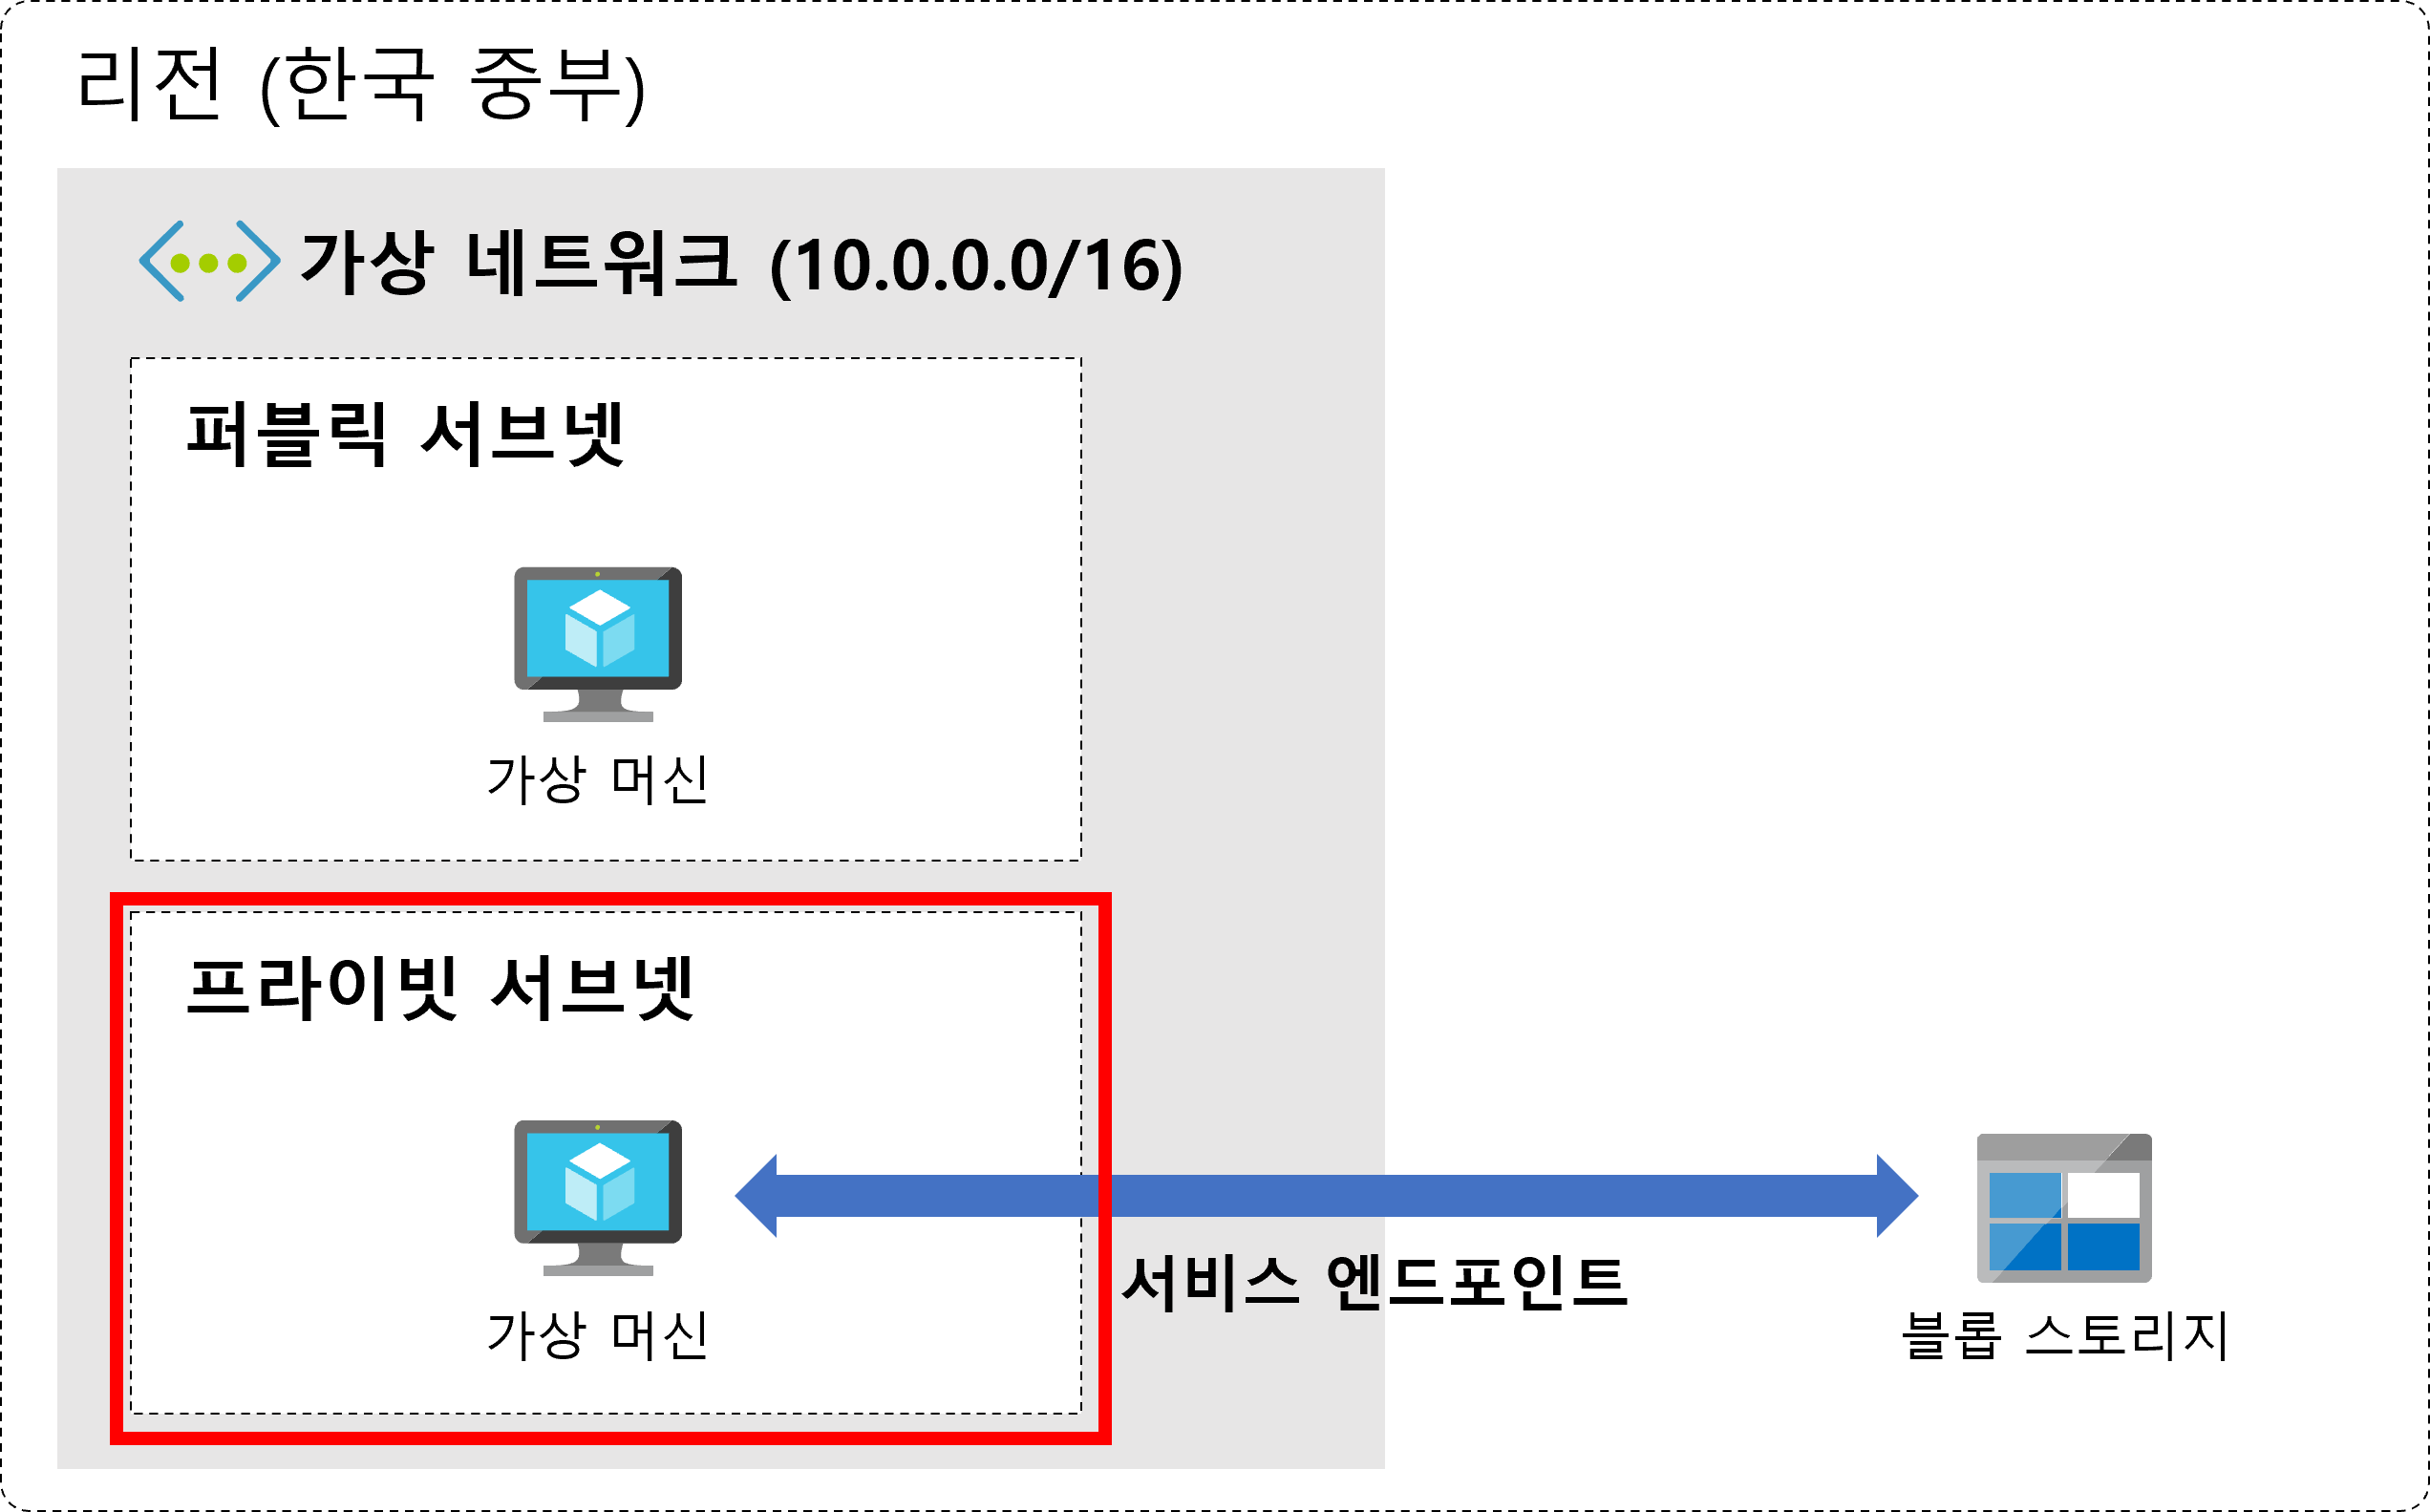 리전 (한국 중부)
가상 네트워크 (10.0.0.0/16)
퍼블릭 서브넷
가상 머신
프라이빗 서브넷
가상 머신
서비스 엔드포인트
블롭 스토리지